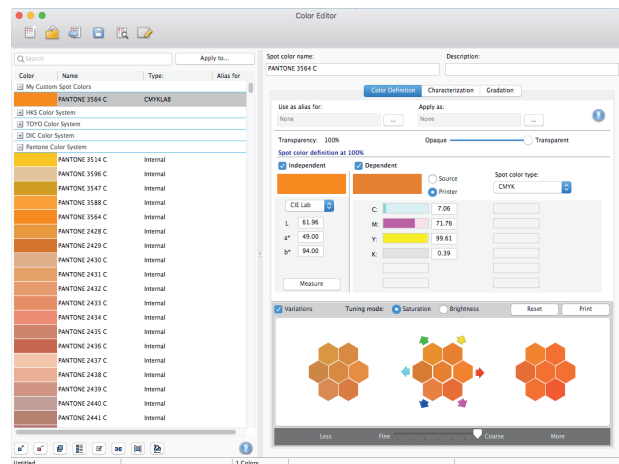 Color Editor
Search
Apply to...
Color Name Type: Alias for
My Custom Spot Colors
PANTONE 3564 C CMYKLAB
HKS Color System
TOYO Color System
DIC Color System
Pantone Color System
PANTONE 3514 C Internal
PANTONE 3596 C Internal
PANTONE 3547 C Internal
PANTONE 3588 C Internal
PANTONE 3564 C Internal
PANTONE 2428 C Internal
PANTONE 2429 C Internal
PANTONE 2430 C Internal
PANTONE 2431 C Internal
PANTONE 2432 C Internal
PANTONE 2433 C Internal
PANTONE 2434 C Internal
PANTONE 2435 C Internal
PANTONE 2436 C Internal
PANTONE 2437 C Internal
PANTONE 2438 C Internal
PANTONE 2439 C Internal
PANTONE 2440 C Internal
PANTONE 2441 C Internal
Untitled 1 Colors
Spot color name: Description:
PANTONE 3564 C
Color Definition Characterization Gradation
Use as alias for: Apply as:
None ... None ...
Transparency: 100% Opaque Transparent
Spot color definition at 100%
Independent Dependent
Source Spot color type:
Printer CMYK
CIE Lab
C: 7.06
L 61.96 M: 71.76
a* 49.00 Y: 99.61
b* 94.00 K: 0.39
Measure
Variations Tuning mode: Saturation Brightness Reset Print
Less Fine Coarse More